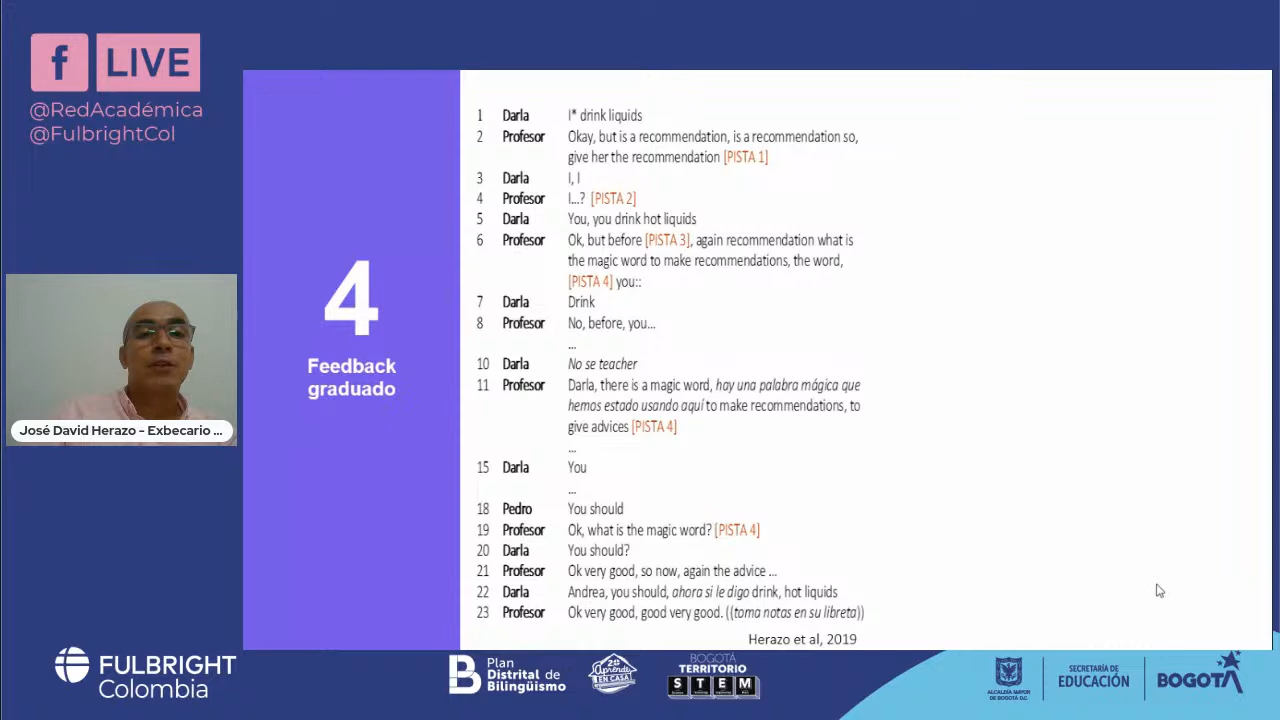 f LIVE
@RedAcadémica
@FulbrightCol
José David Herazo - Exbecario ...
4
Feedback
graduado
1 Darla I* drink liquids
2 Profesor Okay, but is a recommendation, is a recommendation so,
give her the recommendation [PISTA 1]
3 Darla I, I
4 Profesor I...? [PISTA 2]
5 Darla You, you drink hot liquids
6 Profesor Ok, but before [PISTA 3], again recommendation what is
the magic word to make recommendations, the word,
[PISTA 4] you::
7 Darla Drink
8 Profesor No, before, you...
...
10 Darla No se teacher
11 Profesor Darla, there is a magic word, hay una palabra mágica que
hemos estado usando aquí to make recommendations, to
give advices [PISTA 4]
...
15 Darla You
...
18 Pedro You should
19 Profesor Ok, what is the magic word? [PISTA 4]
20 Darla You should?
21 Profesor Ok very good, so now, again the advice ...
22 Darla Andrea, you should, ahora si le digo drink, hot liquids
23 Profesor Ok very good, good very good. ((toma notas en su libreta))
Herazo et al, 2019
FULBRIGHT
Colombia
B Plan
Distrital de
Bilingüismo
Aprende
EN CASA
BOGOTÁ
TERRITORIO
STEM
ALCALDÍA MAYOR
DE BOGOTÁ D.C.
SECRETARÍA DE
EDUCACIÓN
BOGOTÁ